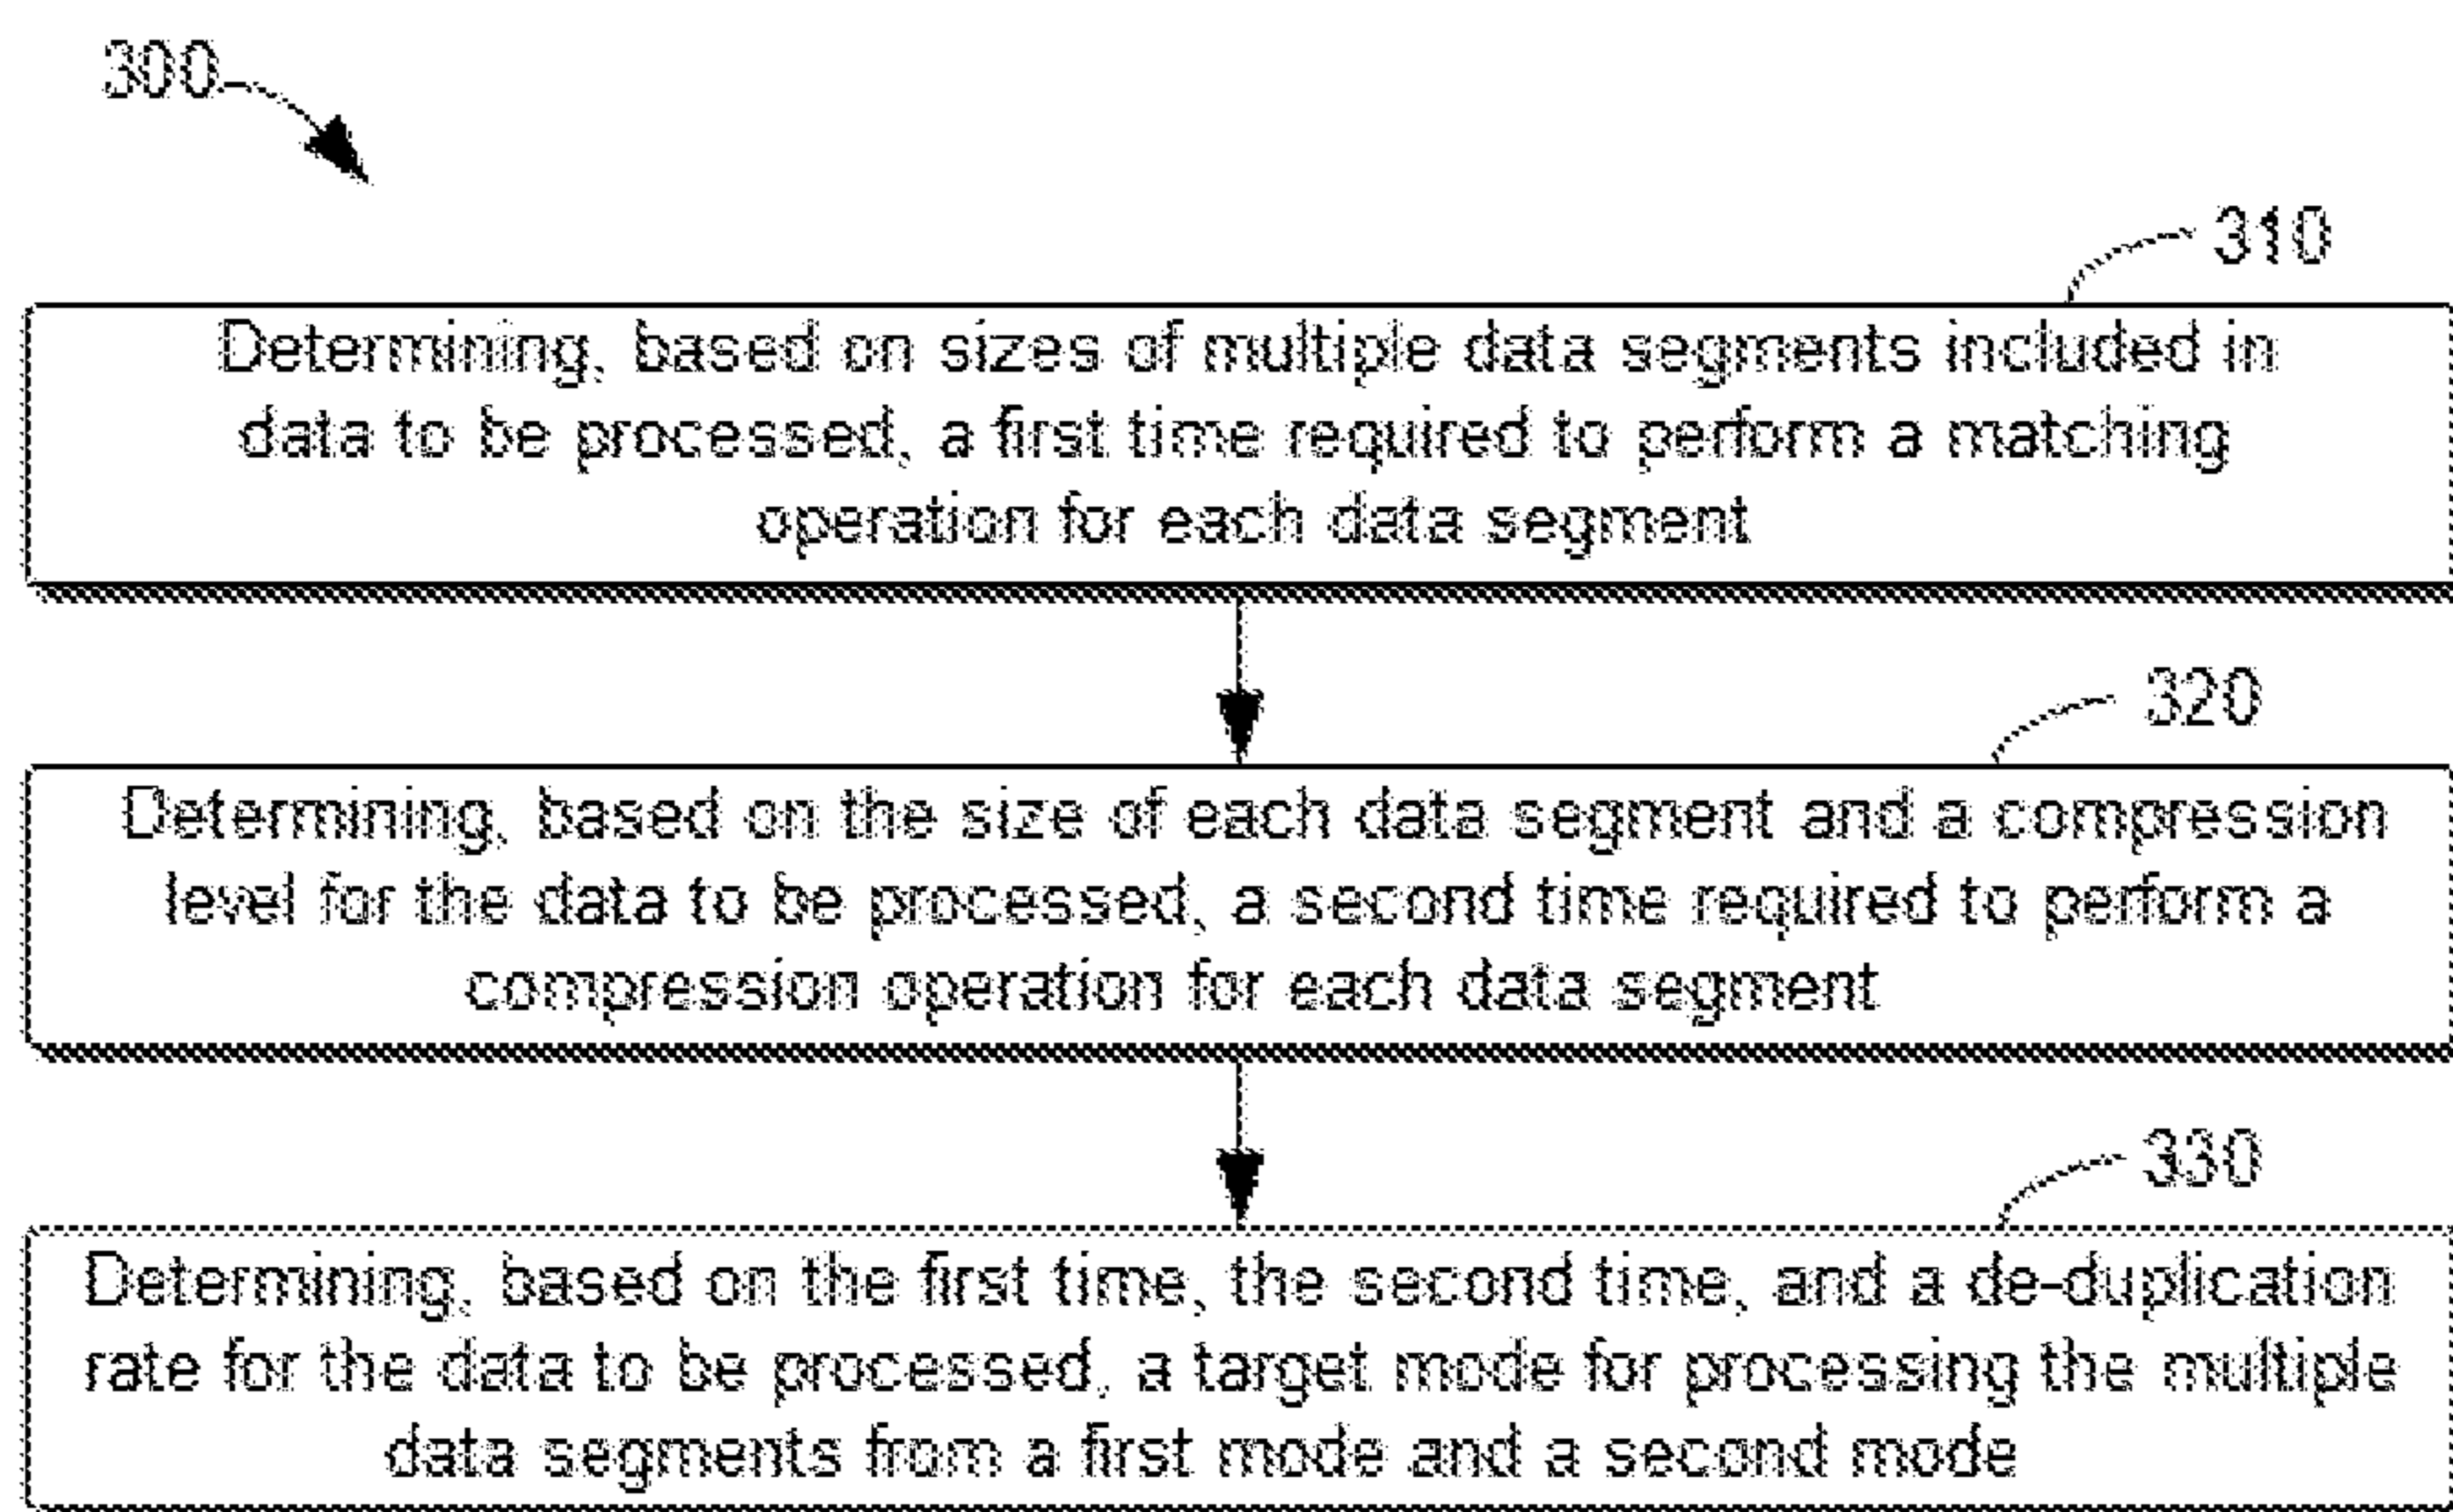 300
310
Determining, based on sizes of multiple data segments included in
data to be processed, a first time required to perform a matching
operation for each data segment
320
Determining, based on the size of each data segment and a compression
level for the data to be processed, a second time required to perform a
compression operation for each data segment
330
Determining, based on the first time, the second time, and a de-duplication
rate for the data to be processed, a target mode for processing the multiple
data segments from a first mode and a second mode